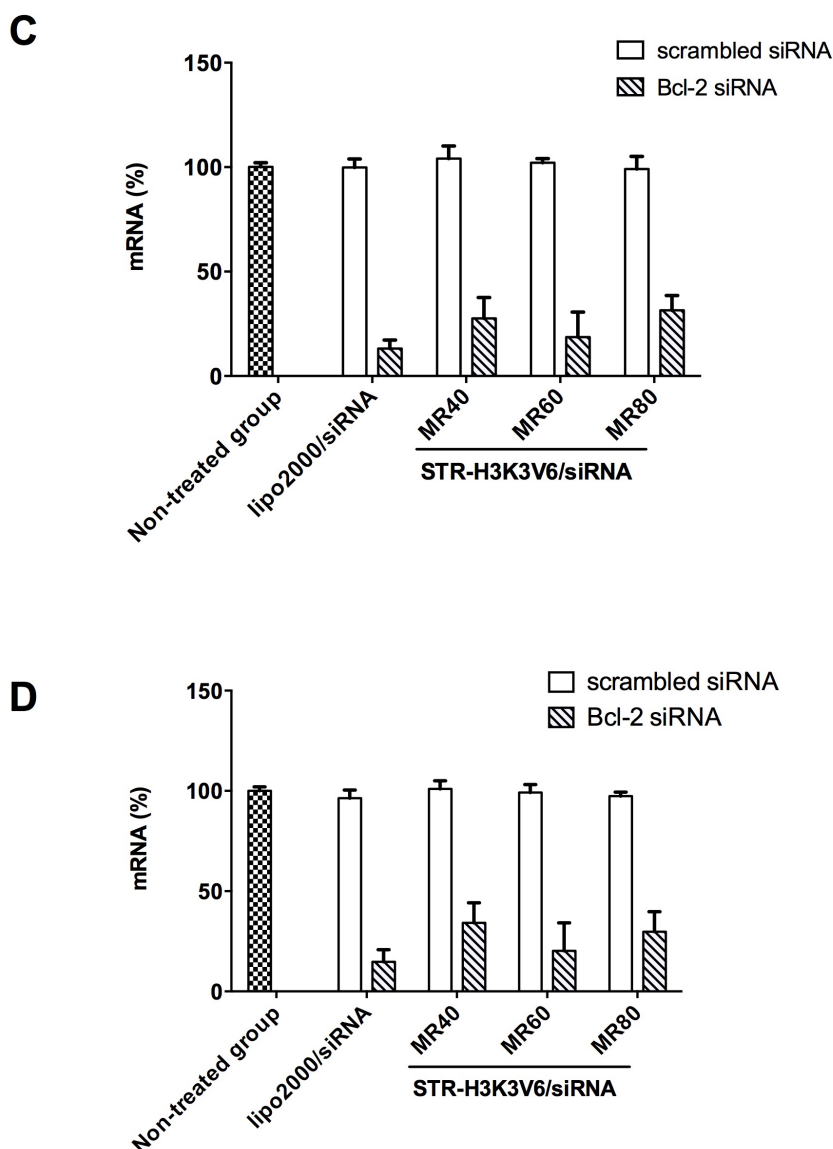 C
scrambled siRNA
Bcl-2 siRNA
150
100
50
0
mRNA (%)
Non-treated group
lipo2000/siRNA
MR40
MR60
MR80
STR-H3K3V6/siRNA
D
scrambled siRNA
Bcl-2 siRNA
150
100
50
0
mRNA (%)
Non-treated group
lipo2000/siRNA
MR40
MR60
MR80
STR-H3K3V6/siRNA